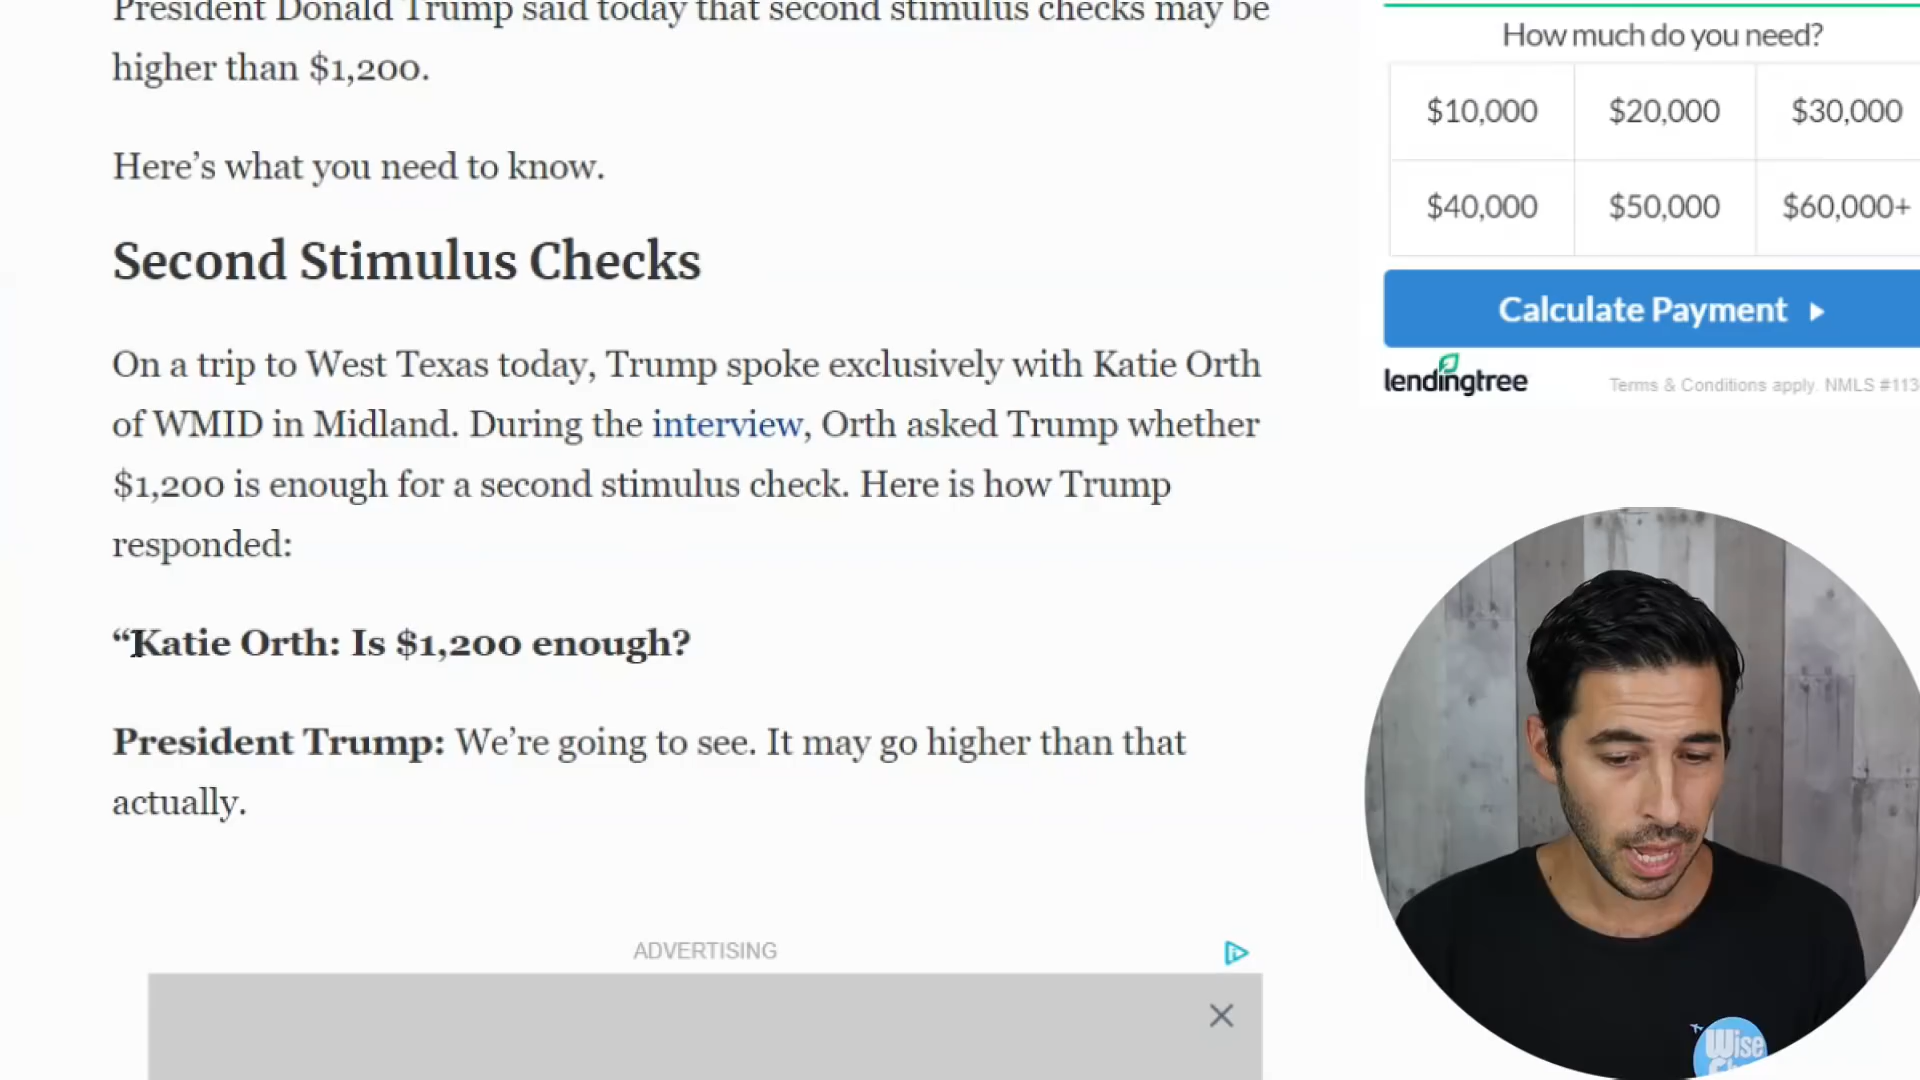 President Donald Trump said today that second stimulus checks may be
higher than $1,200.
Here’s what you need to know.
Second Stimulus Checks
On a trip to West Texas today, Trump spoke exclusively with Katie Orth
of WMID in Midland. During the interview, Orth asked Trump whether
$1,200 is enough for a second stimulus check. Here is how Trump
responded:
“Katie Orth: Is $1,200 enough?
President Trump: We’re going to see. It may go higher than that
actually.
ADVERTISING
How much do you need?
$10,000 $20,000 $30,000
$40,000 $50,000 $60,000+
Calculate Payment
lendingtree
Terms & Conditions apply. NMLS #113
Wise